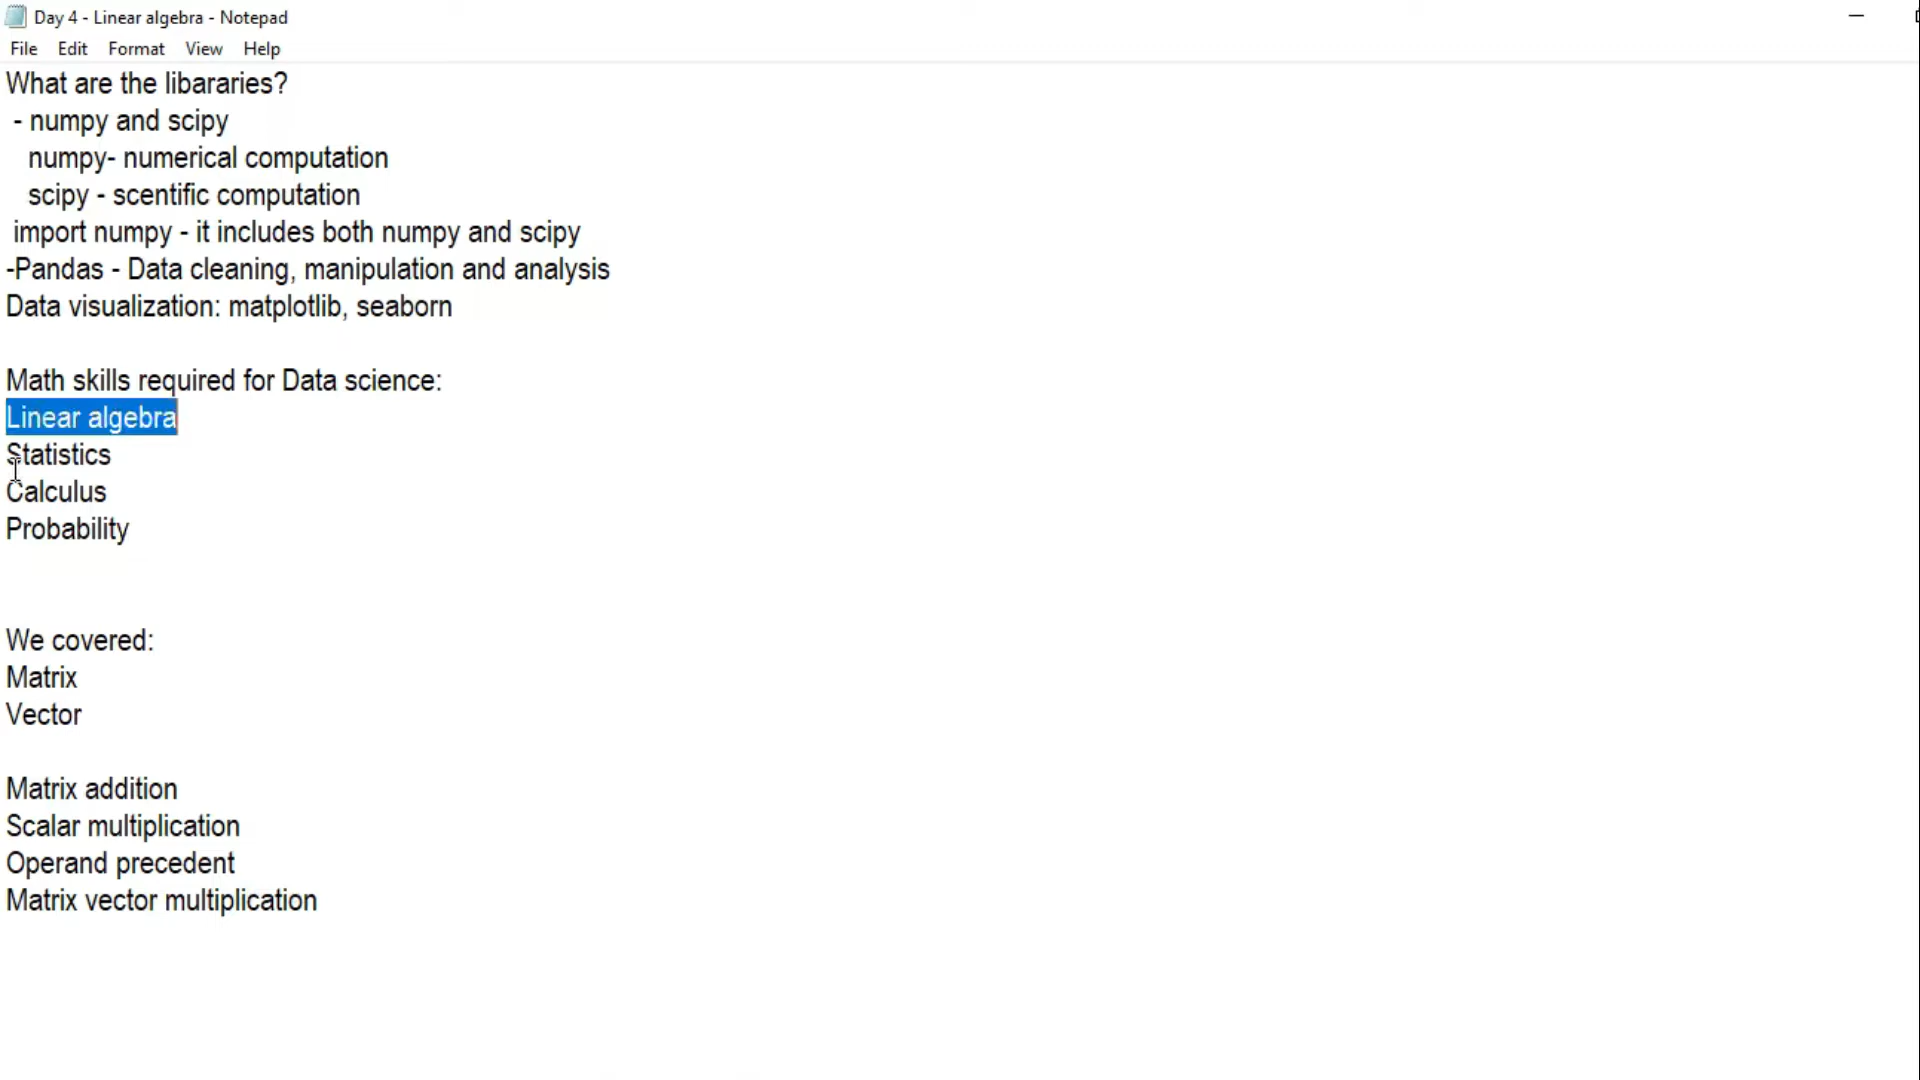 Day 4 - Linear algebra - Notepad
File Edit Format View Help
What are the libararies?
- numpy and scipy
numpy- numerical computation
scipy - scentific computation
import numpy - it includes both numpy and scipy
-Pandas - Data cleaning, manipulation and analysis
Data visualization: matplotlib, seaborn
Math skills required for Data science:
Linear algebra
Statistics
Calculus
Probability
We covered:
Matrix
Vector
Matrix addition
Scalar multiplication
Operand precedent
Matrix vector multiplication